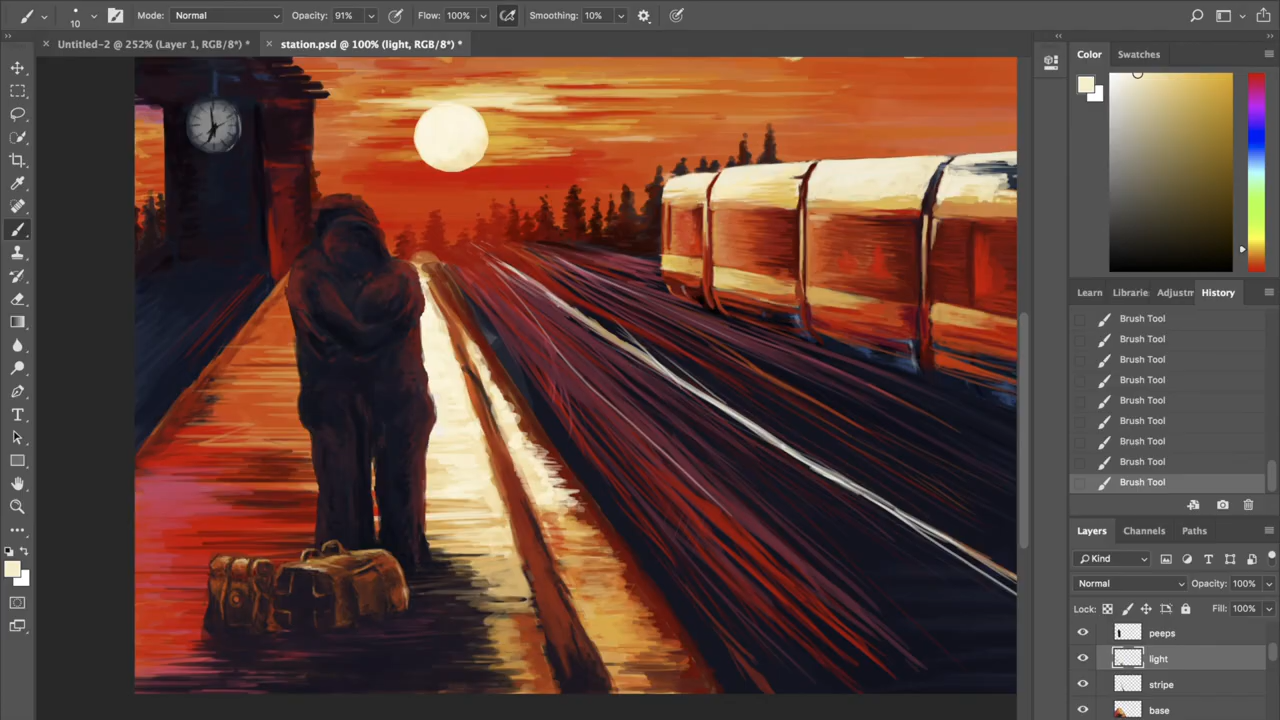 10 Mode: Normal Opacity: 91% Flow: 100% Smoothing: 10%
× Untitled-2 @ 252% (Layer 1, RGB/8*) * × station.psd @ 100% (light, RGB/8*) *
Color Swatches
Learn Librarie Adjustm History
Brush Tool
Brush Tool
Brush Tool
Brush Tool
Brush Tool
Brush Tool
Brush Tool
Brush Tool
Brush Tool
Layers Channels Paths
Kind
Normal Opacity: 100%
Lock: Fill: 100%
peeps
light
stripe
base